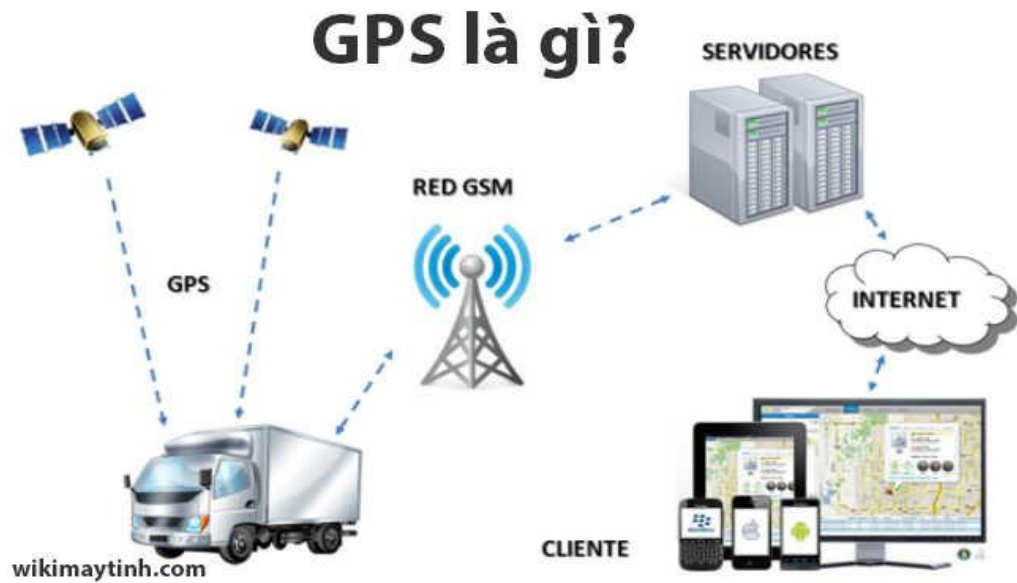 GPS là gì?
SERVIDORES
RED GSM
GPS
INTERNET
CLIENTE
wikimaytinh.com